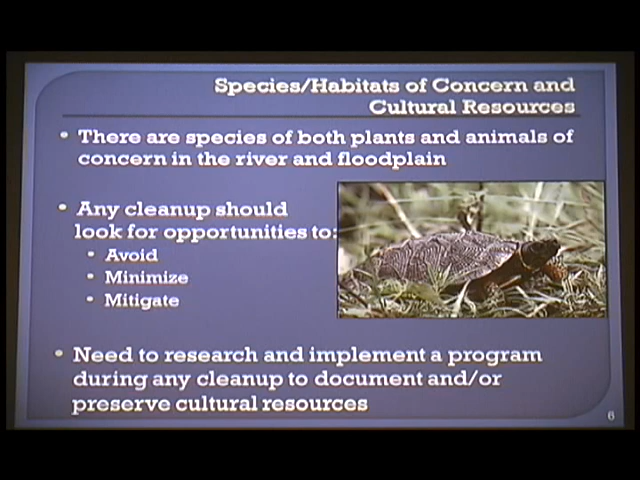 Species/Habitats of Concern and
Cultural Resources
• There are species of both plants and animals of
concern in the river and floodplain
• Any cleanup should
look for opportunities to:
• Avoid
• Minimize
• Mitigate
• Need to research and implement a program
during any cleanup to document and/or
preserve cultural resources
6